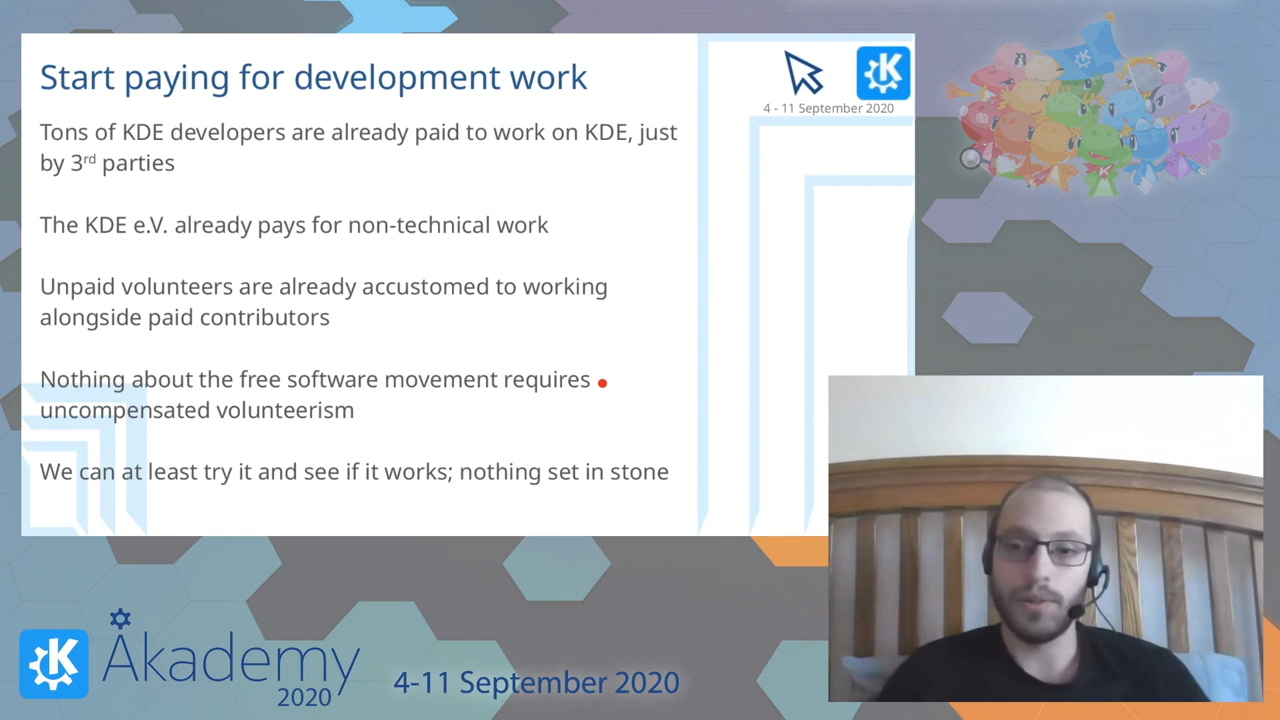 Start paying for development work
4 - 11 September 2020
Tons of KDE developers are already paid to work on KDE, just
by 3rd parties
The KDE e.V. already pays for non-technical work
Unpaid volunteers are already accustomed to working
alongside paid contributors
Nothing about the free software movement requires
uncompensated volunteerism
We can at least try it and see if it works; nothing set in stone
Akademy
2020
4-11 September 2020